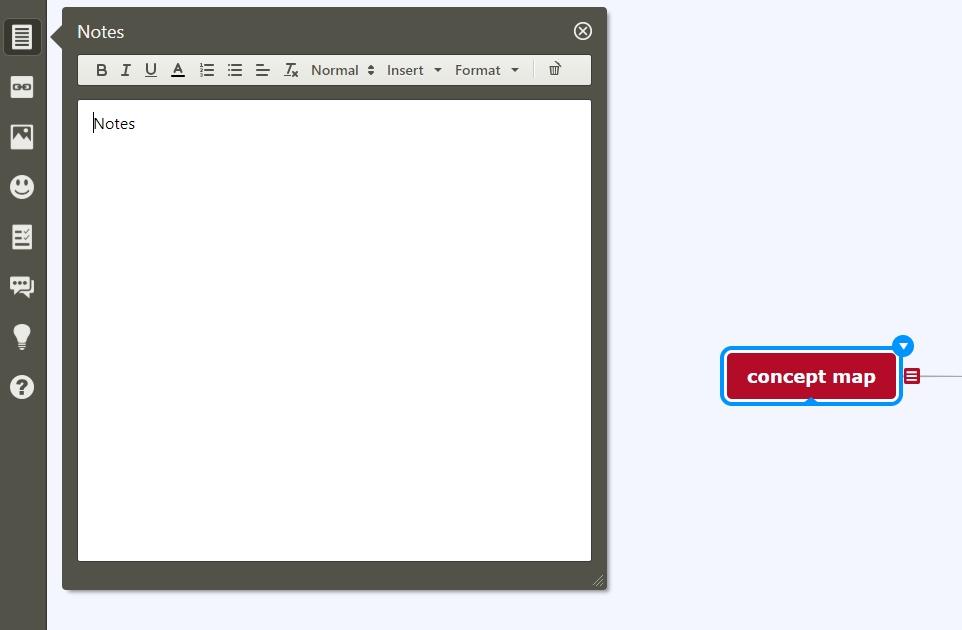 Notes
B I U A Normal Insert Format
Notes
concept map